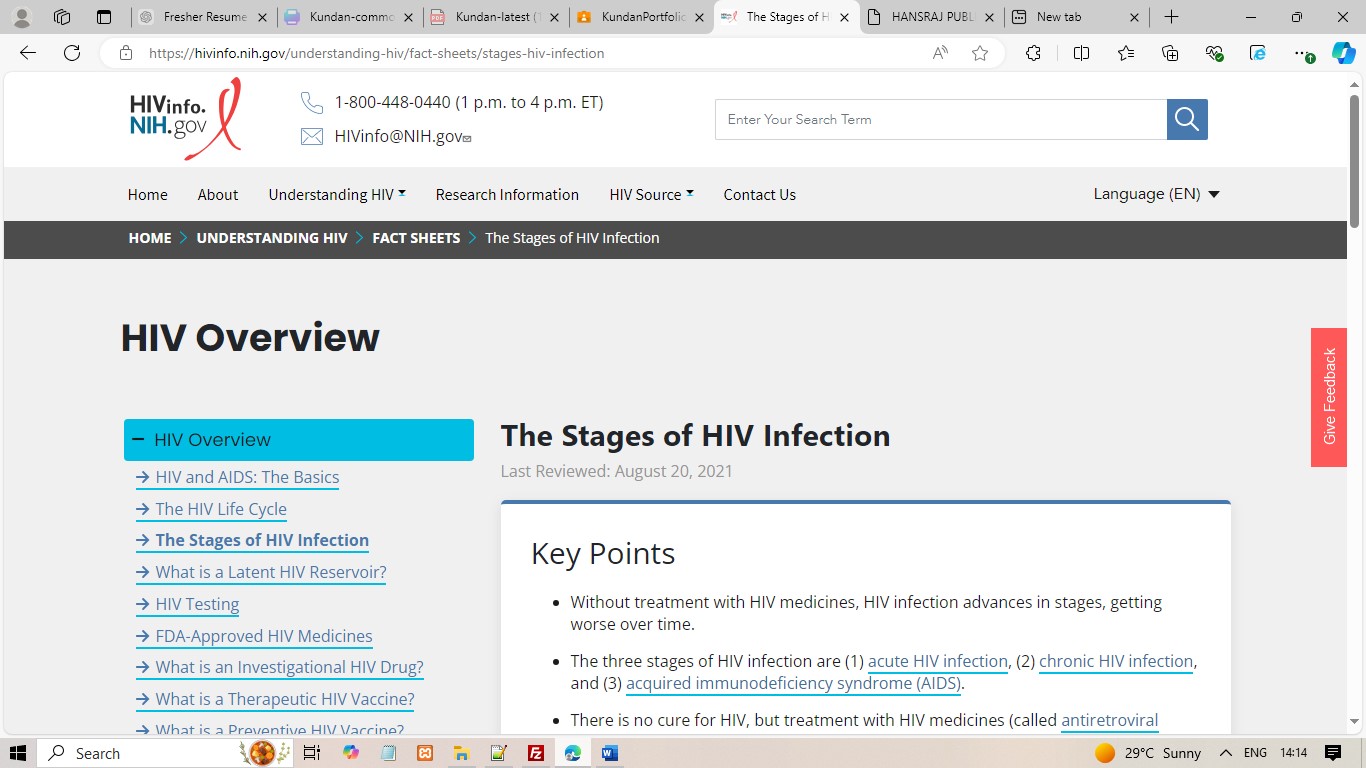 Fresher Resume
Kundan-commo
Kundan-latest (1
KundanPortfolio
The Stages of H
HANSRAJ PUBL
New tab
https://hivinfo.nih.gov/understanding-hiv/fact-sheets/stages-hiv-infection
HIVinfo.
NIH.gov
1-800-448-0440 (1 p.m. to 4 p.m. ET)
HIVinfo@NIH.gov
Enter Your Search Term
Home About Understanding HIV Research Information HIV Source Contact Us Language (EN)
HOME > UNDERSTANDING HIV > FACT SHEETS > The Stages of HIV Infection
HIV Overview
Give Feedback
− HIV Overview
→ HIV and AIDS: The Basics
→ The HIV Life Cycle
→ The Stages of HIV Infection
→ What is a Latent HIV Reservoir?
→ HIV Testing
→ FDA-Approved HIV Medicines
→ What is an Investigational HIV Drug?
→ What is a Therapeutic HIV Vaccine?
→ What is a Preventive HIV Vaccine?
The Stages of HIV Infection
Last Reviewed: August 20, 2021
Key Points
• Without treatment with HIV medicines, HIV infection advances in stages, getting
worse over time.
• The three stages of HIV infection are (1) acute HIV infection, (2) chronic HIV infection,
and (3) acquired immunodeficiency syndrome (AIDS).
• There is no cure for HIV, but treatment with HIV medicines (called antiretroviral
Search
29°C Sunny
ENG
14:14